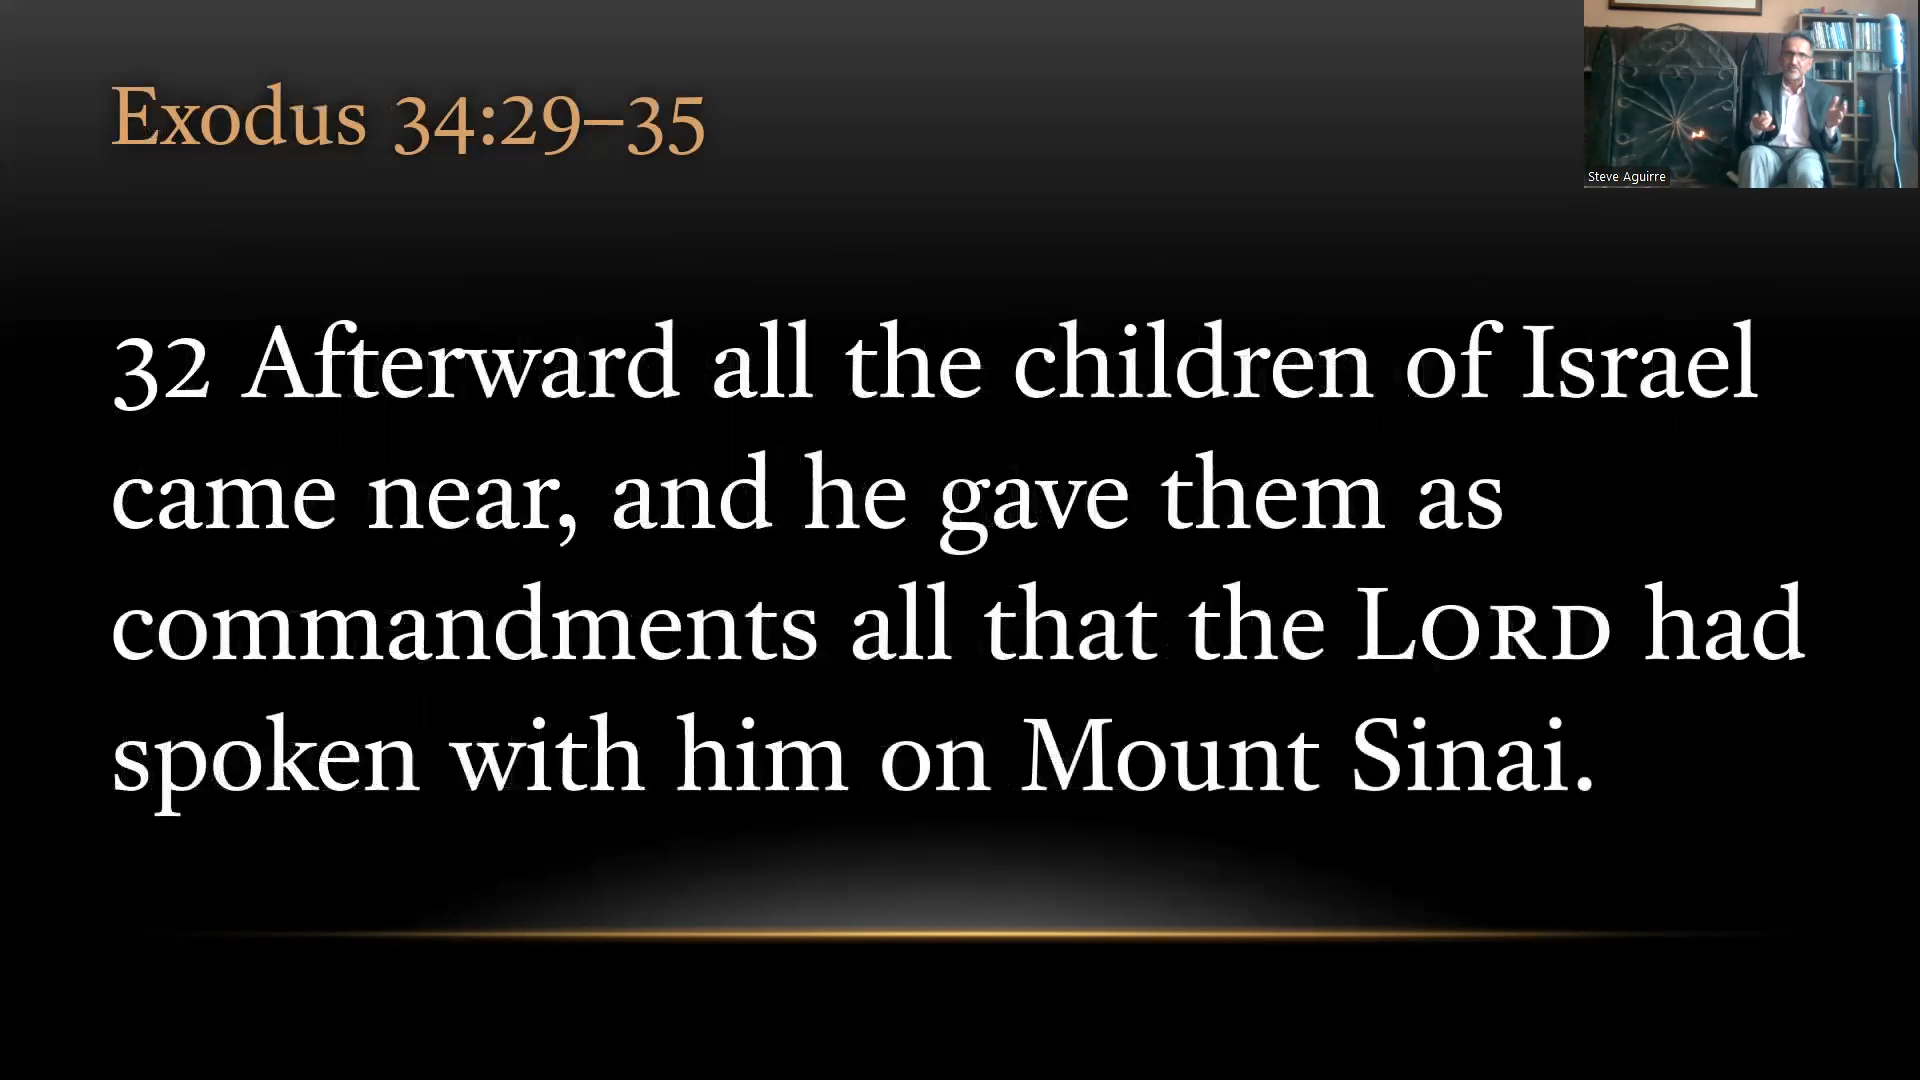 Exodus 34:29–35
Steve Aguirre
32 Afterward all the children of Israel
came near, and he gave them as
commandments all that the LORD had
spoken with him on Mount Sinai.